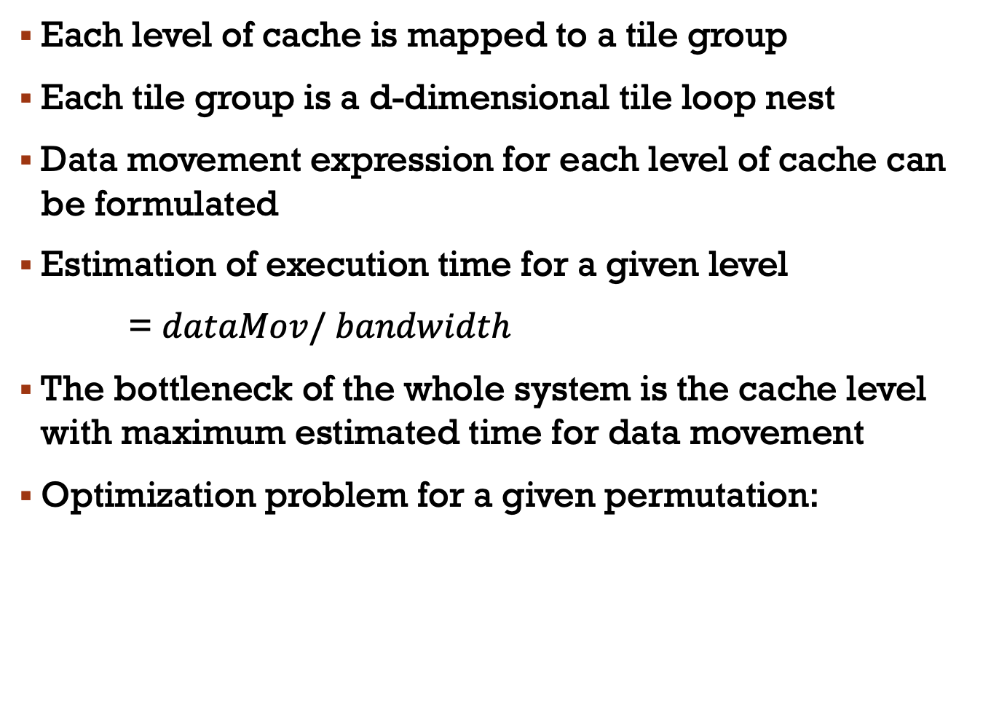 ▪ Each level of cache is mapped to a tile group
▪ Each tile group is a d-dimensional tile loop nest
▪ Data movement expression for each level of cache can
be formulated
▪ Estimation of execution time for a given level
= dataMov/ bandwidth
▪ The bottleneck of the whole system is the cache level
with maximum estimated time for data movement
▪ Optimization problem for a given permutation: